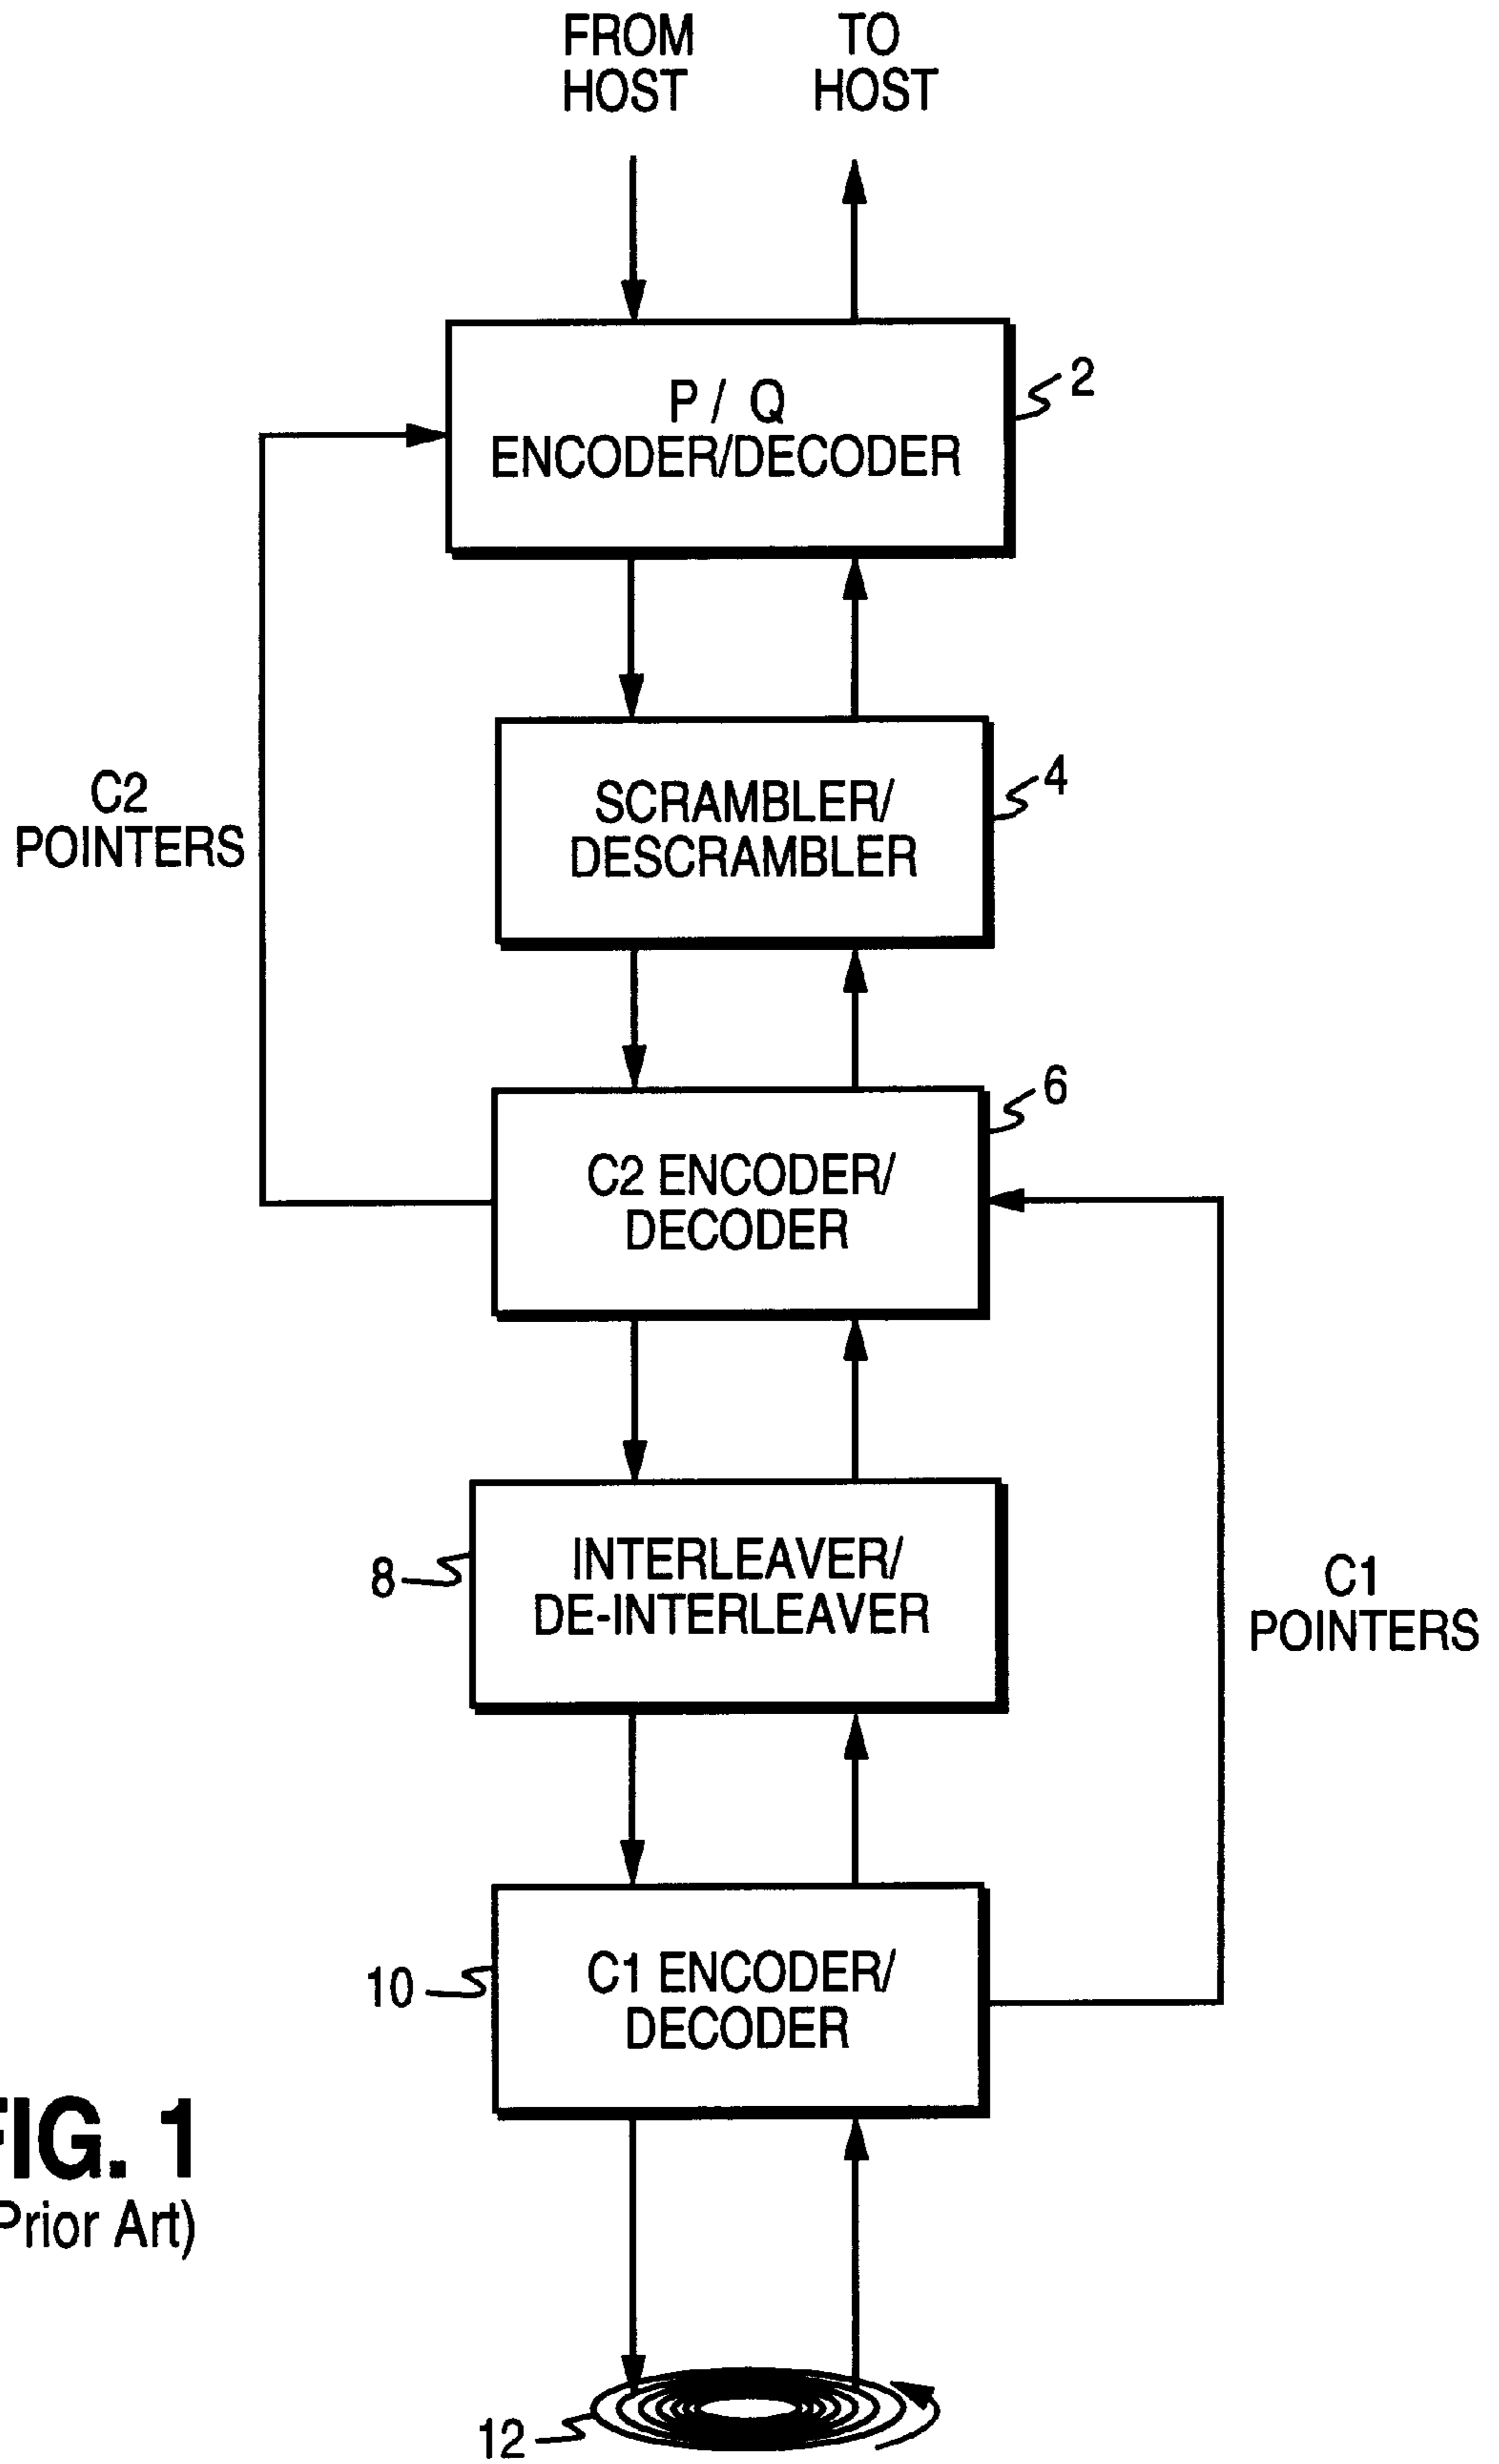 FROM HOST
TO HOST
P / Q
ENCODER/DECODER
2
SCRAMBLER/
DESCRAMBLER
4
C2
POINTERS
C2 ENCODER/
DECODER
6
INTERLEAVER/
DE-INTERLEAVER
8
C1
POINTERS
C1 ENCODER/
DECODER
10
FIG. 1
(Prior Art)
12